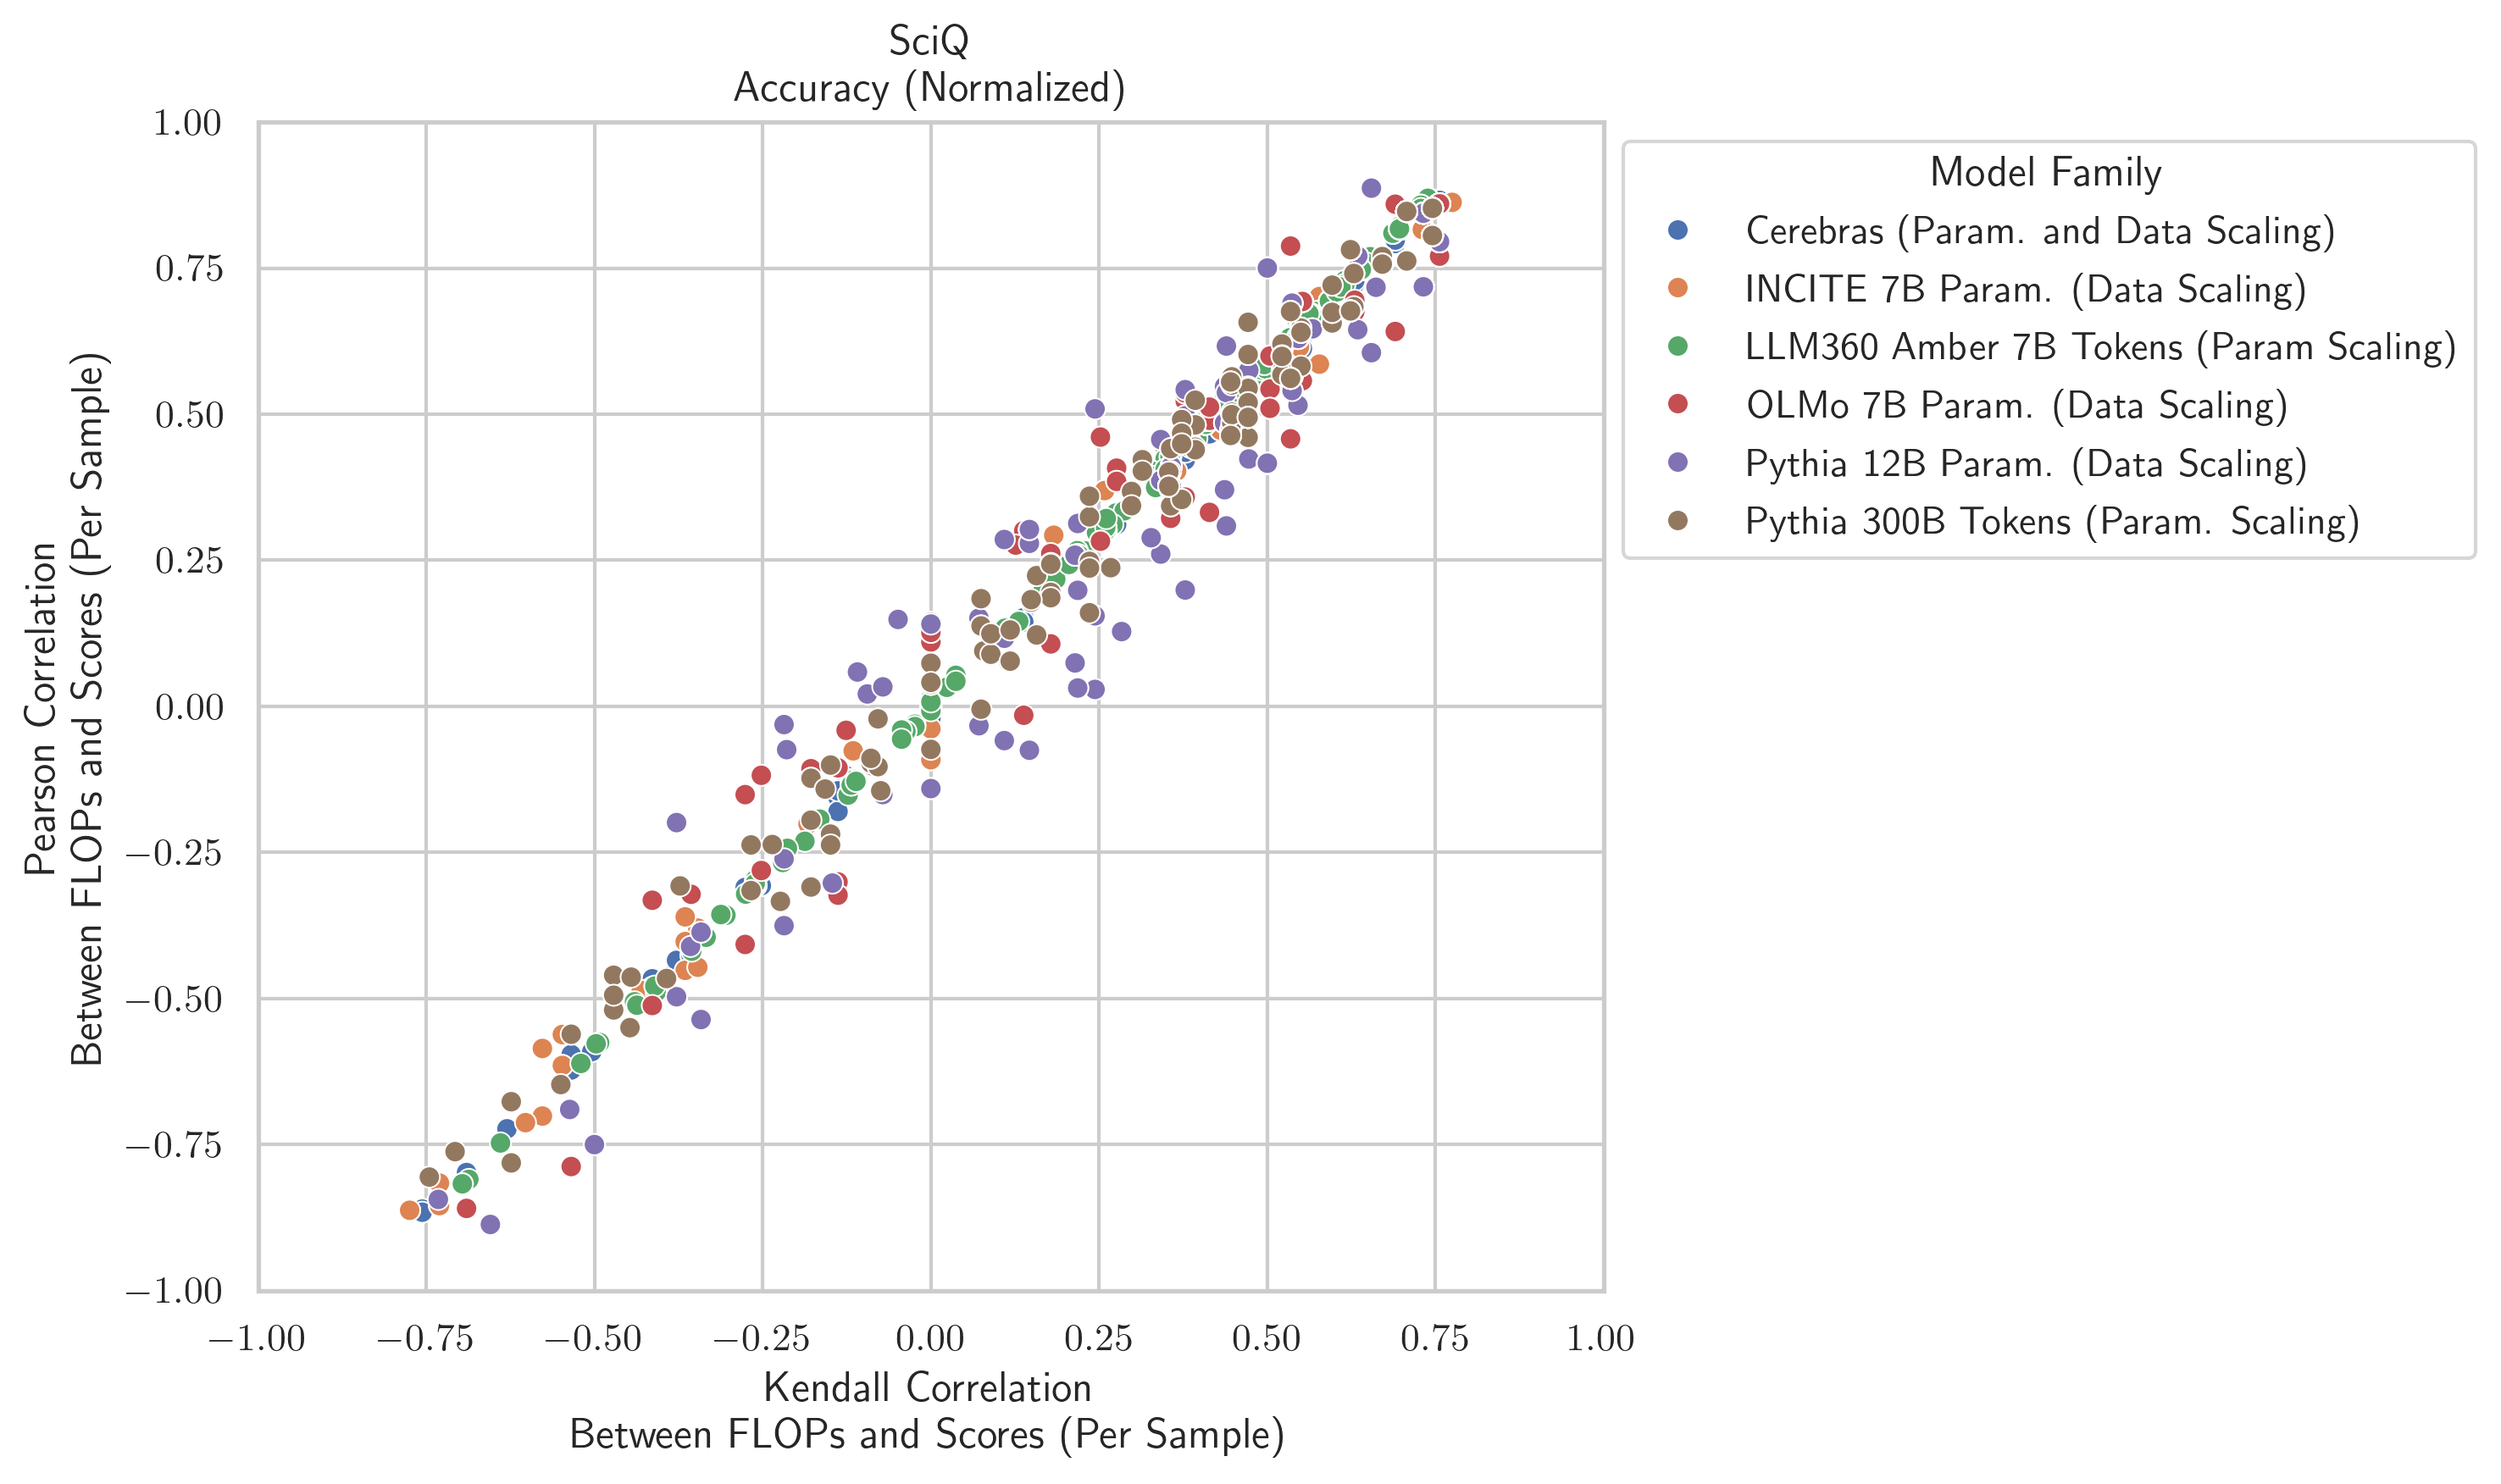 SciQ
Accuracy (Normalized)
1.00
0.75
0.50
0.25
0.00
−0.25
−0.50
−0.75
−1.00
Pearson Correlation
Between FLOPs and Scores (Per Sample)
−1.00 −0.75 −0.50 −0.25 0.00 0.25 0.50 0.75 1.00
Kendall Correlation
Between FLOPs and Scores (Per Sample)
Model Family
Cerebras (Param. and Data Scaling)
INCITE 7B Param. (Data Scaling)
LLM360 Amber 7B Tokens (Param Scaling)
OLMo 7B Param. (Data Scaling)
Pythia 12B Param. (Data Scaling)
Pythia 300B Tokens (Param. Scaling)